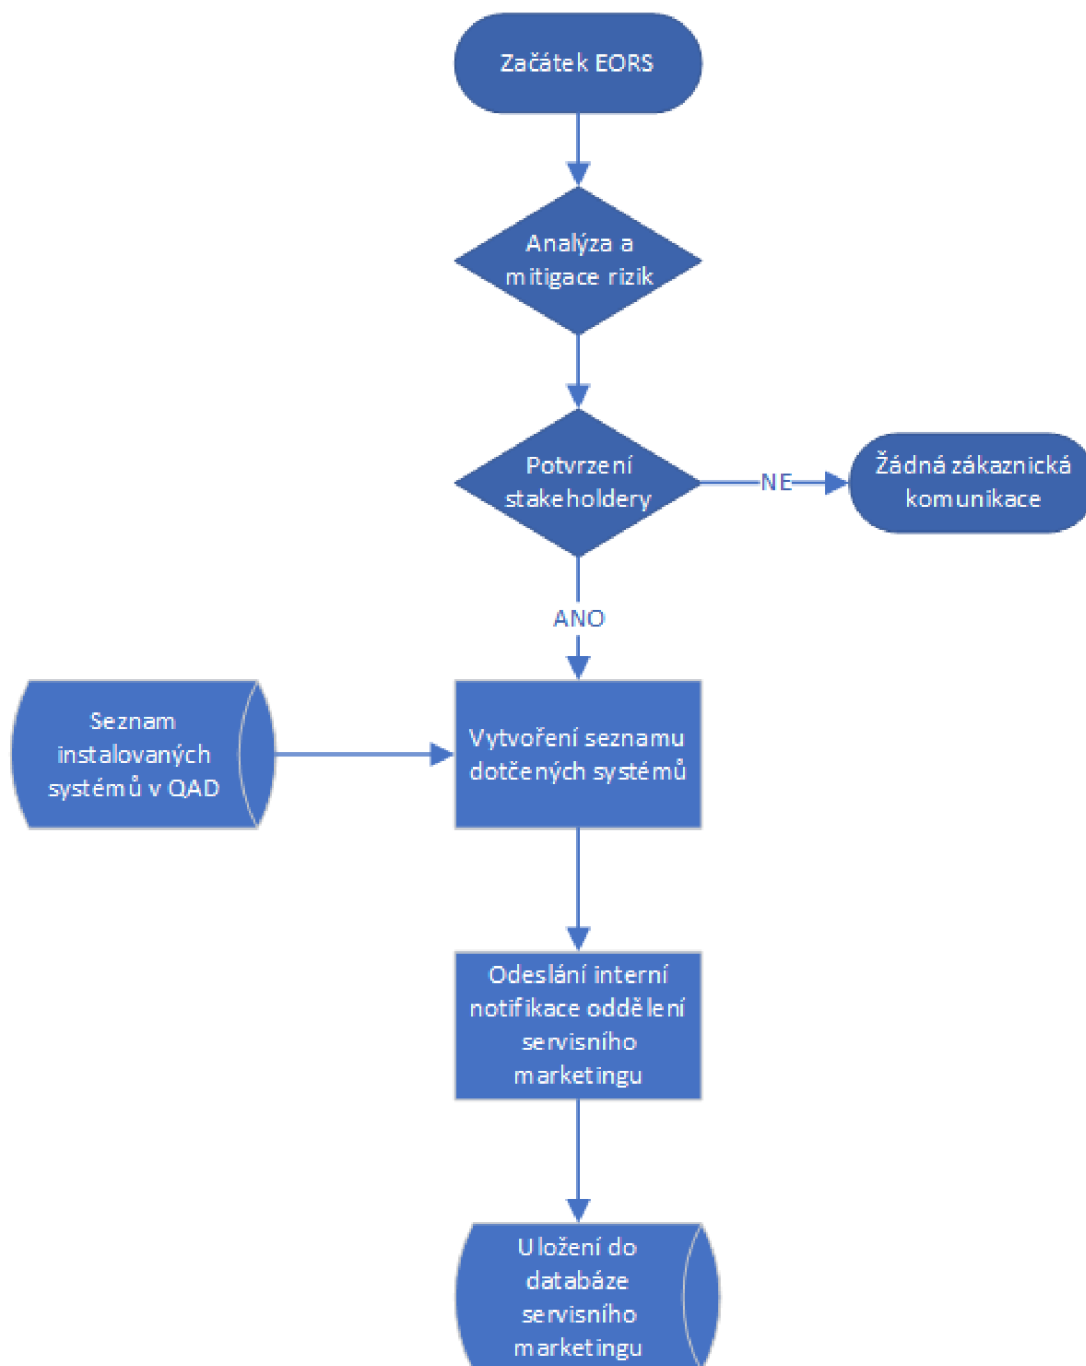 Začátek EORS
Analýza a
mitigace rizik
Potvrzení
stakeholdery
NE
Žádná zákaznická
komunikace
ANO
Seznam
instalovaných
systémů v QAD
Vytvoření seznamu
dotčených systémů
Odeslání interní
notifikace oddělení
servisního
marketingu
Uložení do
databáze
servisního
marketingu